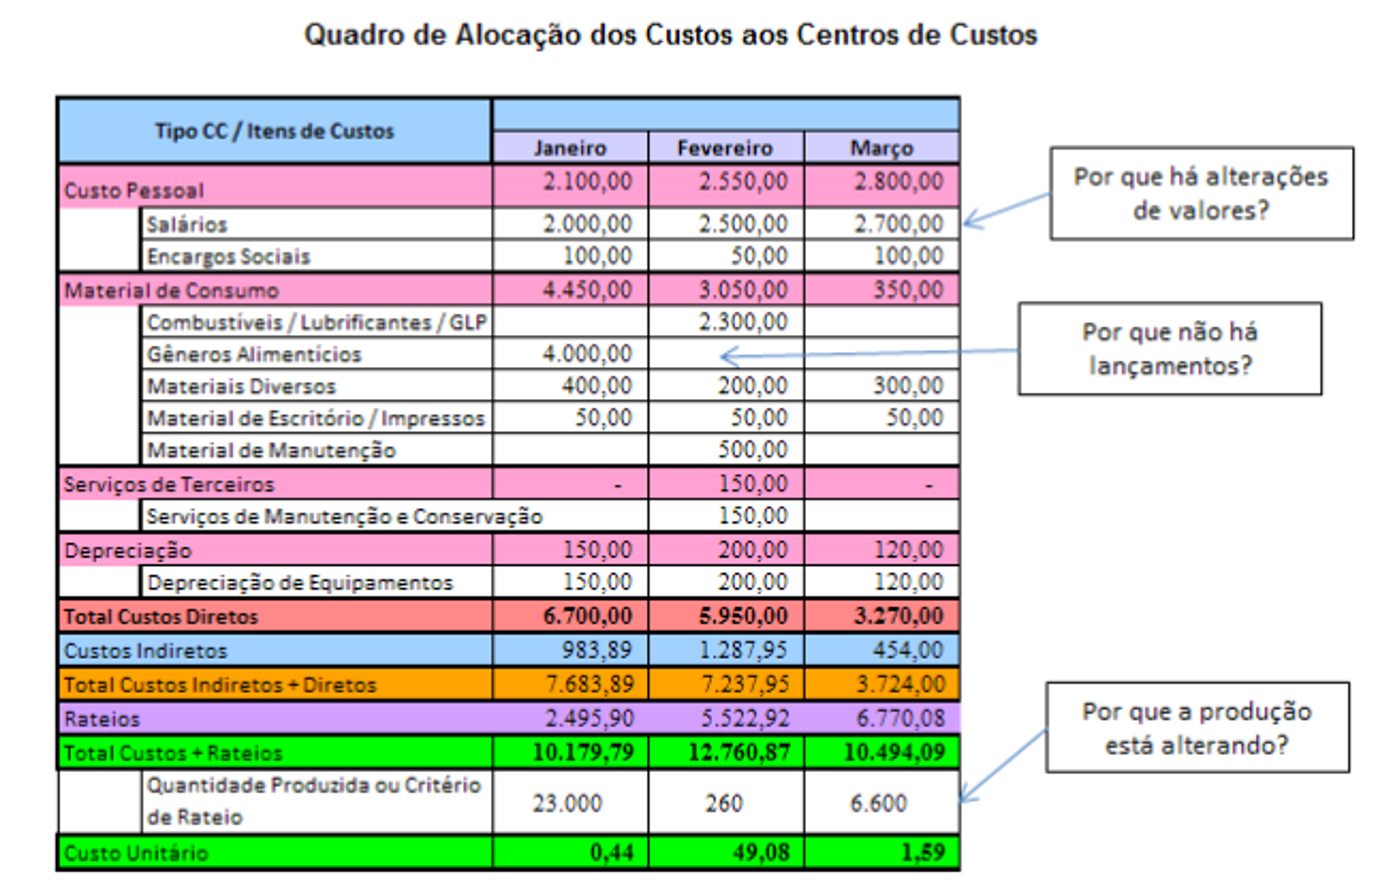 Quadro de Alocação dos Custos aos Centros de Custos
Tipo CC / Itens de Custos
Janeiro Fevereiro Março
Custo Pessoal 2.100,00 2.550,00 2.800,00
Salários 2.000,00 2.500,00 2.700,00
Encargos Sociais 100,00 50,00 100,00
Material de Consumo 4.450,00 3.050,00 350,00
Combustíveis / Lubrificantes / GLP 2.300,00
Gêneros Alimentícios 4.000,00
Materiais Diversos 400,00 200,00 300,00
Material de Escritório / Impressos 50,00 50,00 50,00
Material de Manutenção 500,00
Serviços de Terceiros - 150,00 -
Serviços de Manutenção e Conservação 150,00
Depreciação 150,00 200,00 120,00
Depreciação de Equipamentos 150,00 200,00 120,00
Total Custos Diretos 6.700,00 5.950,00 3.270,00
Custos Indiretos 983,89 1.287,95 454,00
Total Custos Indiretos + Diretos 7.683,89 7.237,95 3.724,00
Rateios 2.495,90 5.522,92 6.770,08
Total Custos + Rateios 10.179,79 12.760,87 10.494,09
Quantidade Produzida ou Critério
de Rateio 23.000 260 6.600
Custo Unitário 0,44 49,08 1,59
Por que há alterações
de valores?
Por que não há
lançamentos?
Por que a produção
está alterando?